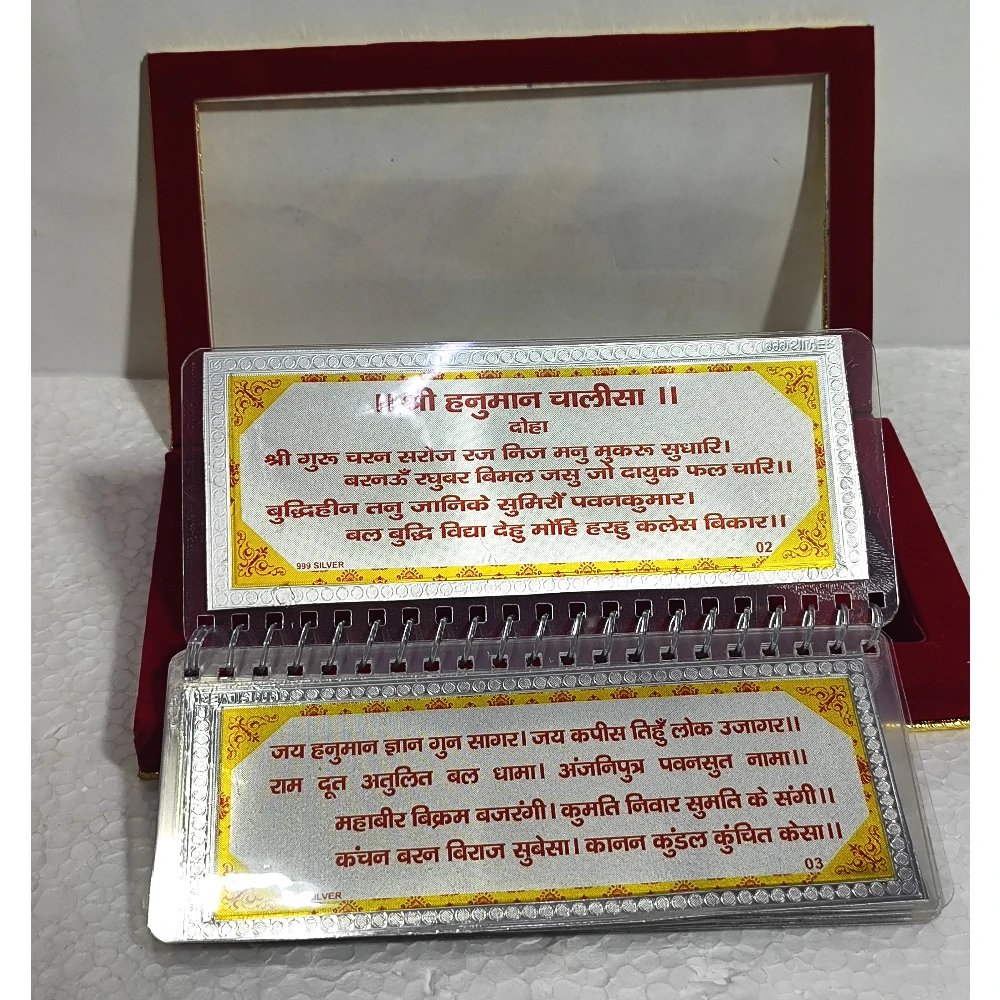 ।। श्री हनुमान चालीसा ।।
दोहा
श्री गुरू चरन सरोज रज निज मनु मुकरू सुधारि।
बरनऊँ रघुबर बिमल जसु जो दायुक फल चारि।।
बुद्धिहीन तनु जानिके सुमिरौं पवनकुमार।
बल बुद्धि विद्या देहु मोंहि हरहु कलेस बिकार।।
02
999 SILVER
जय हनुमान ज्ञान गुन सागर। जय कपीस तिहुँ लोक उजागर।।
राम दूत अतुलित बल धामा। अंजनिपुत्र पवनसुत नामा।।
महाबीर बिक्रम बजरंगी। कुमति निवार सुमति के संगी।।
कंचन बरन बिराज सुबेसा। कानन कुंडल कुंचित केसा।।
03